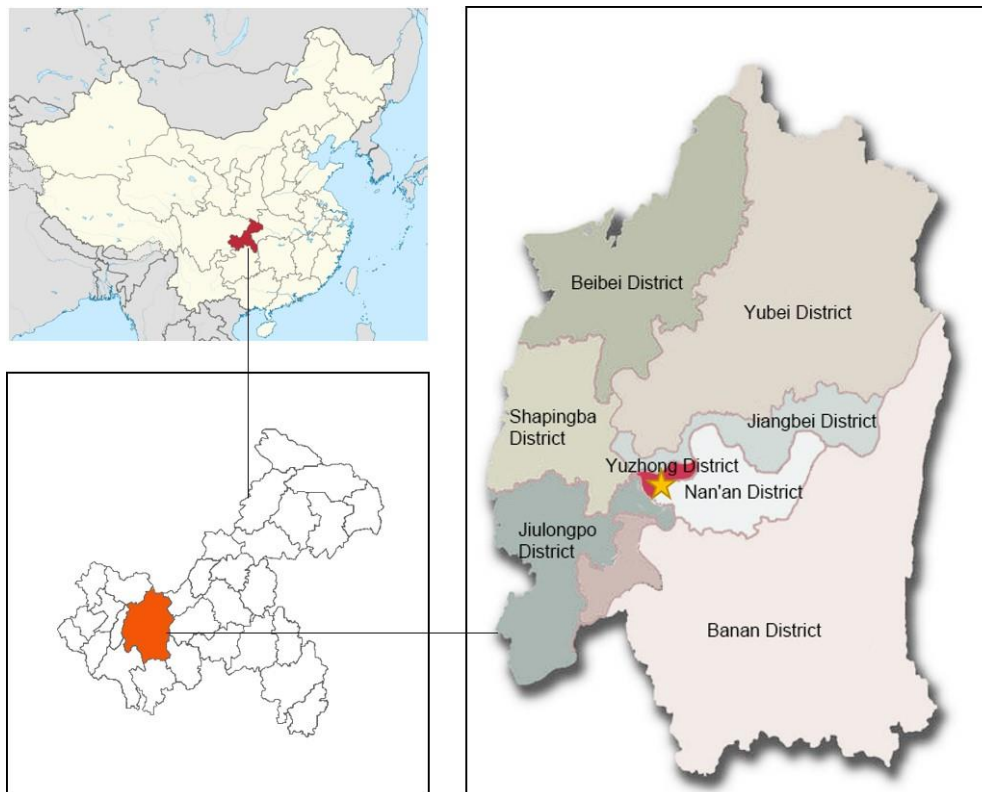 Beibei District
Yubei District
Shapingba
District
Jiangbei District
Yuzhong District
Nan'an District
Jiulongpo
District
Banan District